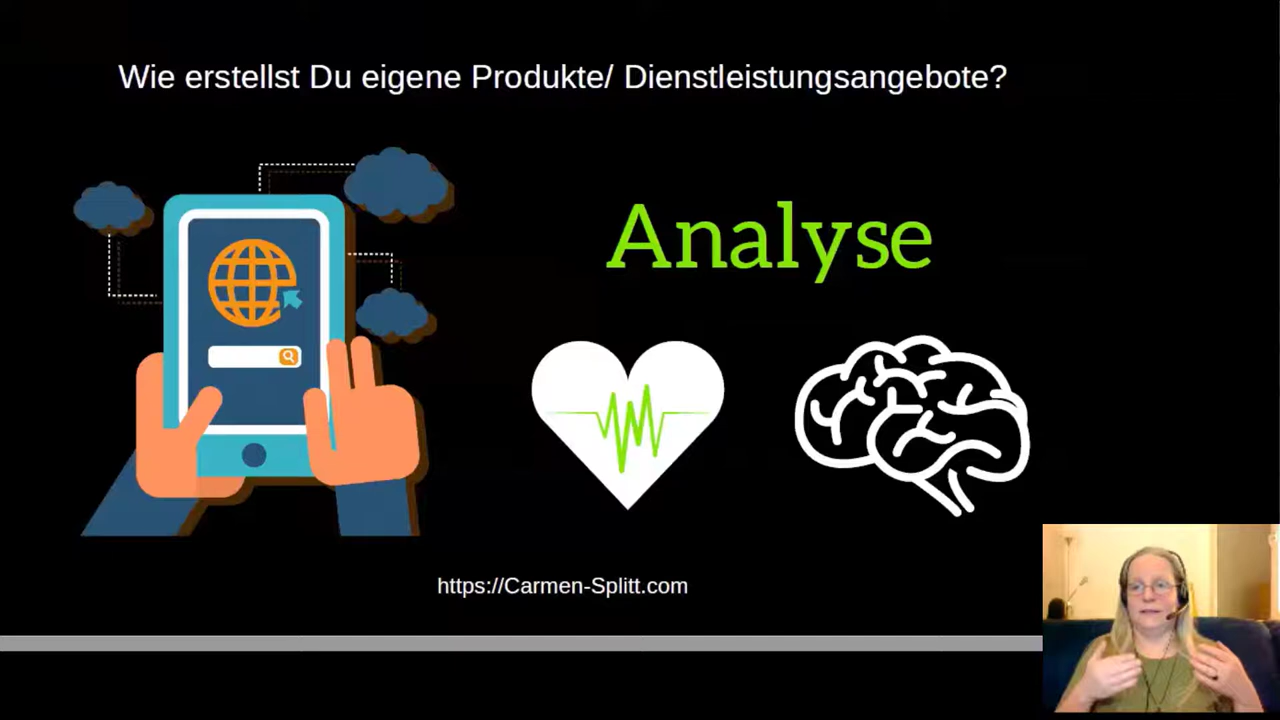 Wie erstellst Du eigene Produkte/ Dienstleistungsangebote?
Analyse
https://Carmen-Splitt.com